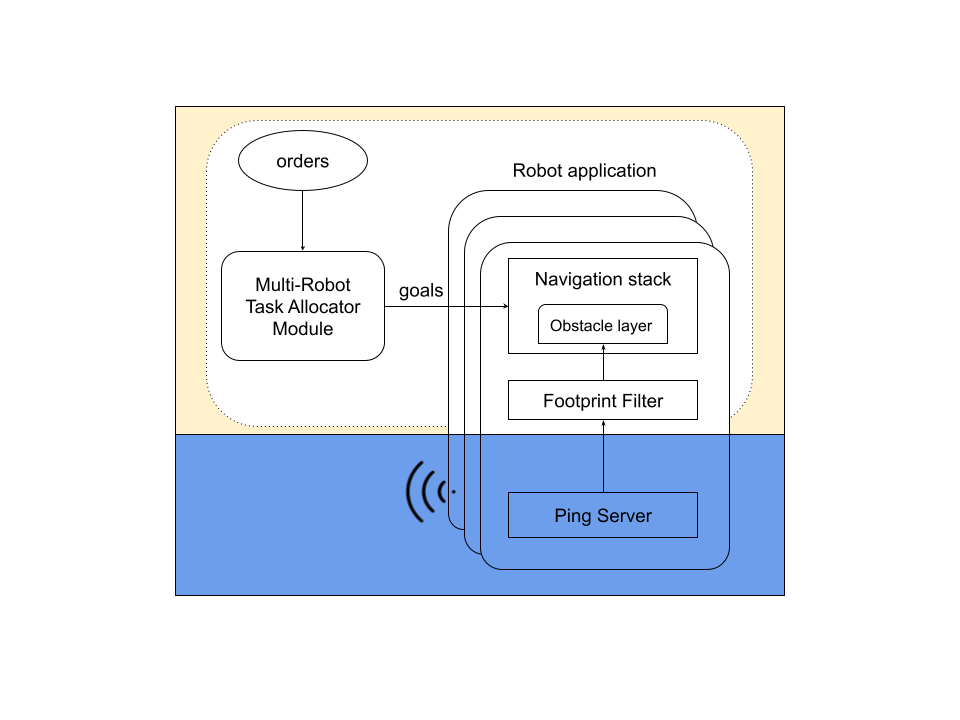 orders
Robot application
Multi-Robot
Task Allocator
Module
goals
Navigation stack
Obstacle layer
Footprint Filter
Ping Server